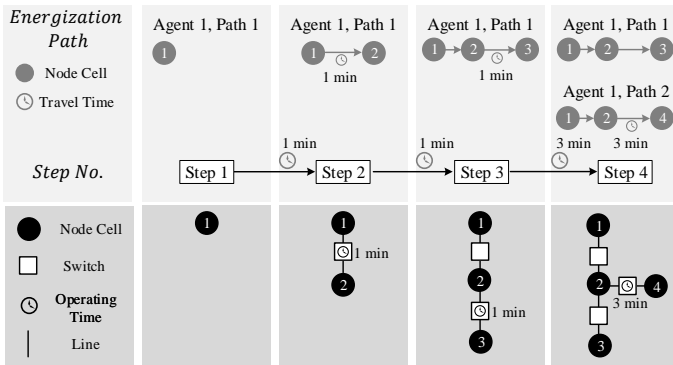 Energization
Path
Node Cell
Travel Time
Step No.
Agent 1, Path 1
1
Agent 1, Path 1
1 2
1 min
Agent 1, Path 1
1 2 3
1 min
Agent 1, Path 1
1 2 3
Agent 1, Path 2
1 2 4
3 min
1 min
1 min
3 min
Step 1
Step 2
Step 3
Step 4
Node Cell
Switch
Operating
Time
Line
1
1
1 min
2
1
2
1 min
3
1
2 4
3 min
3